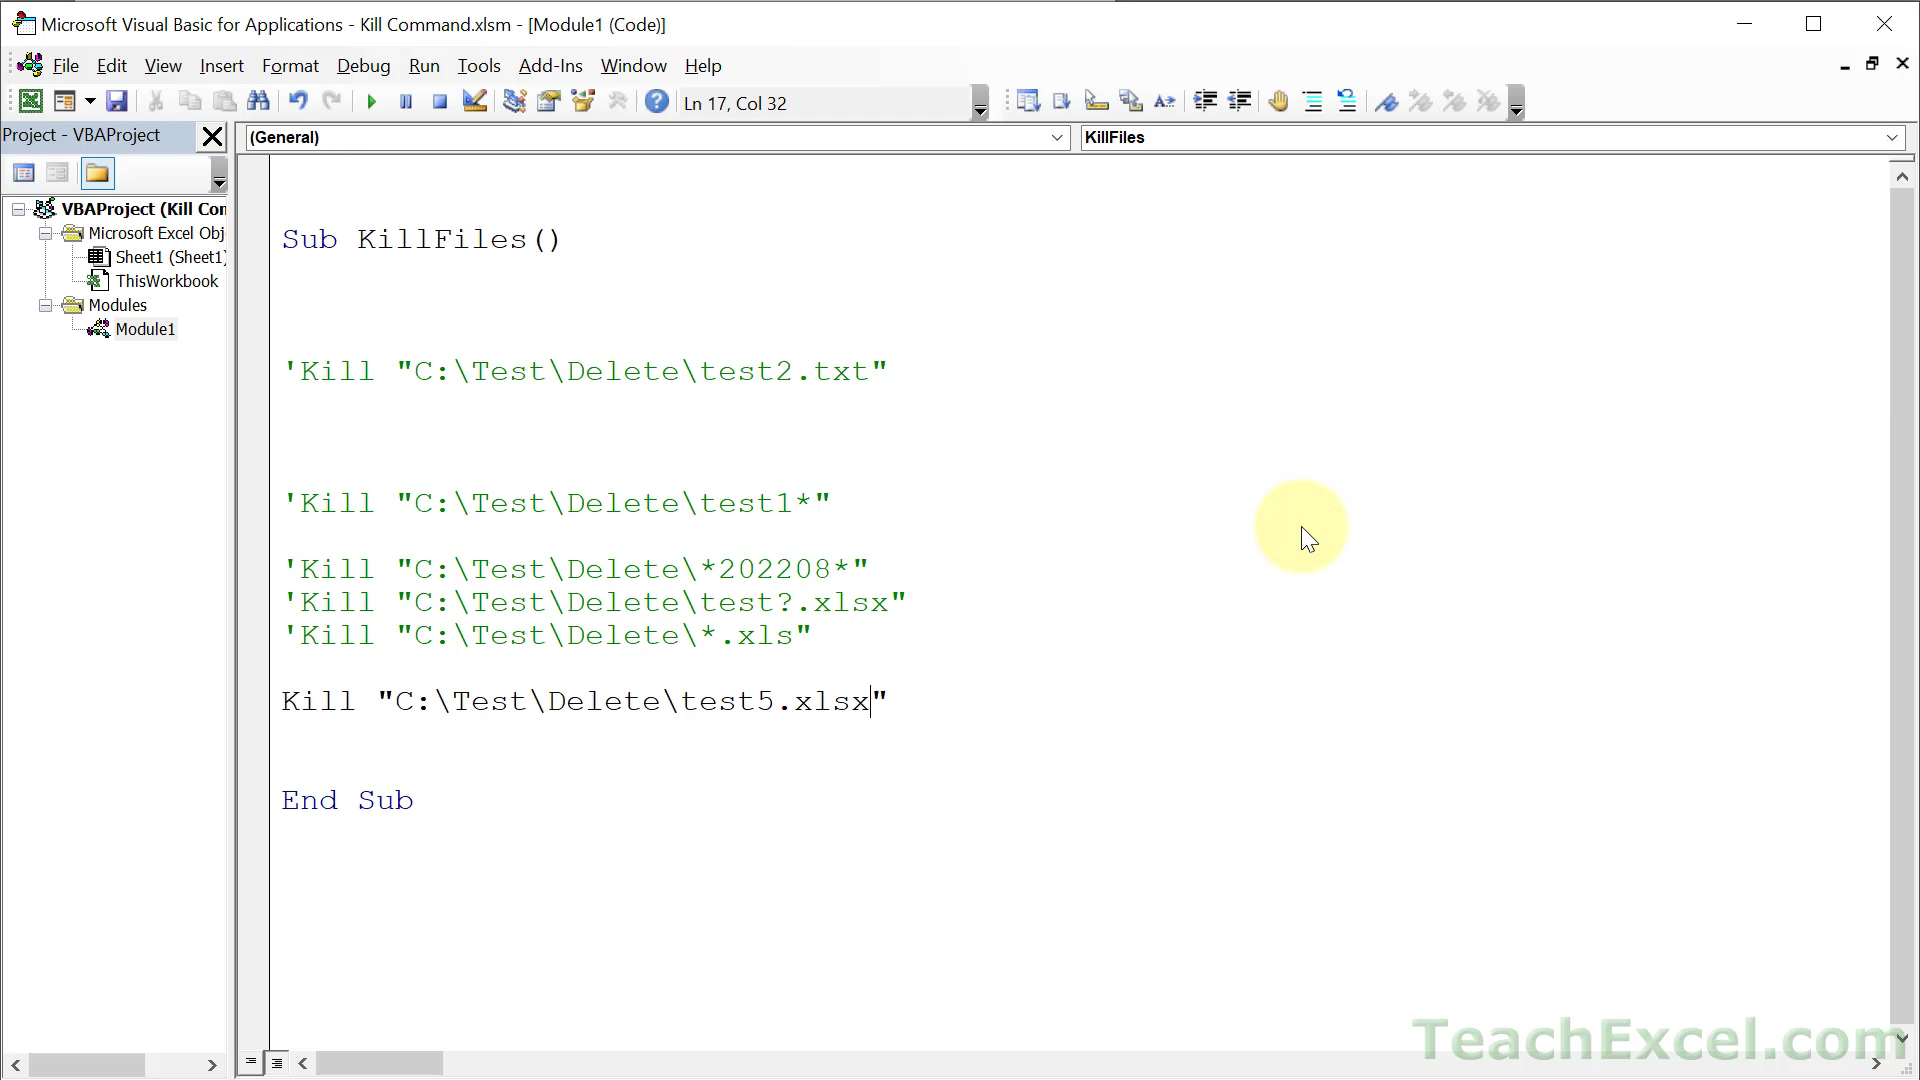 Microsoft Visual Basic for Applications - Kill Command.xlsm - [Module1 (Code)]
File Edit View Insert Format Debug Run Tools Add-Ins Window Help
Ln 17, Col 32
Project - VBAProject
(General)
KillFiles
VBAProject (Kill Con
Microsoft Excel Obj
Sheet1 (Sheet1)
ThisWorkbook
Modules
Module1
Sub KillFiles()
'Kill "C:\Test\Delete\test2.txt"
'Kill "C:\Test\Delete\test1*"
'Kill "C:\Test\Delete\*202208*"
'Kill "C:\Test\Delete\test?.xlsx"
'Kill "C:\Test\Delete\*.xls"
Kill "C:\Test\Delete\test5.xlsx"
End Sub
TeachExcel.com